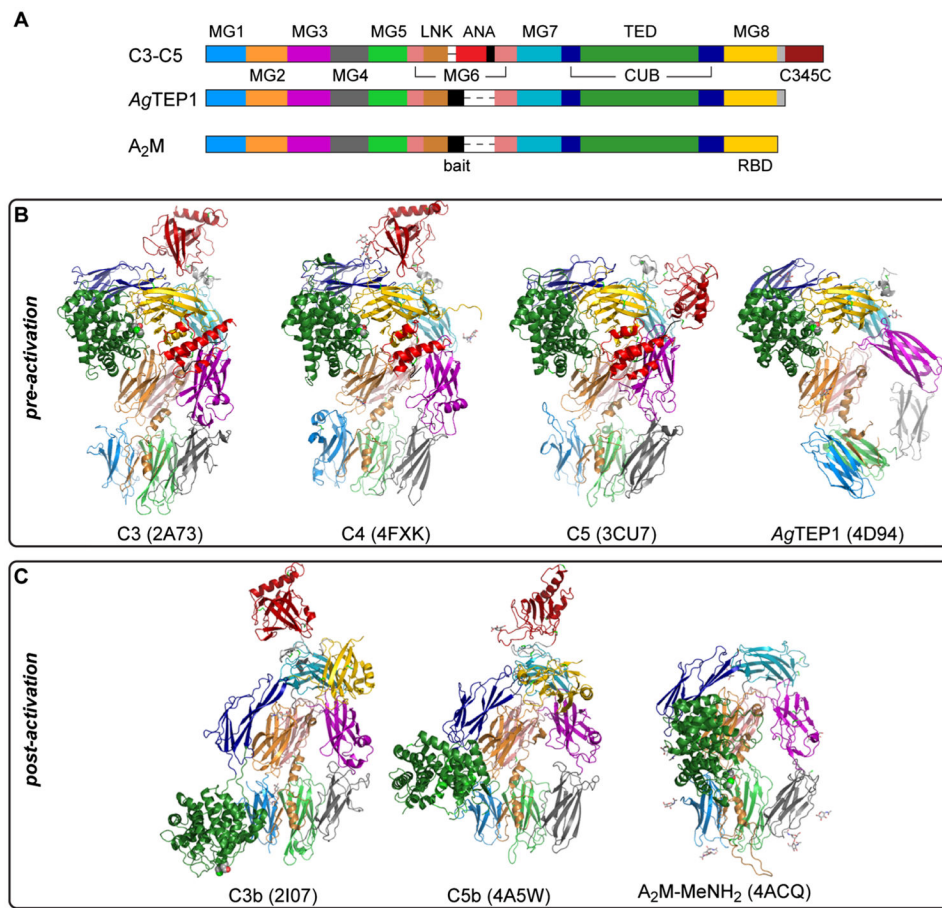 A
MG1 MG3 MG5 LNK ANA MG7 TED MG8
C3-C5
MG2 MG4 MG6 CUB C345C
AgTEP1
A₂M
bait RBD
B
pre-activation
C3 (2A73) C4 (4FXK) C5 (3CU7) AgTEP1 (4D94)
C
post-activation
C3b (2I07) C5b (4A5W) A₂M-MeNH₂ (4ACQ)